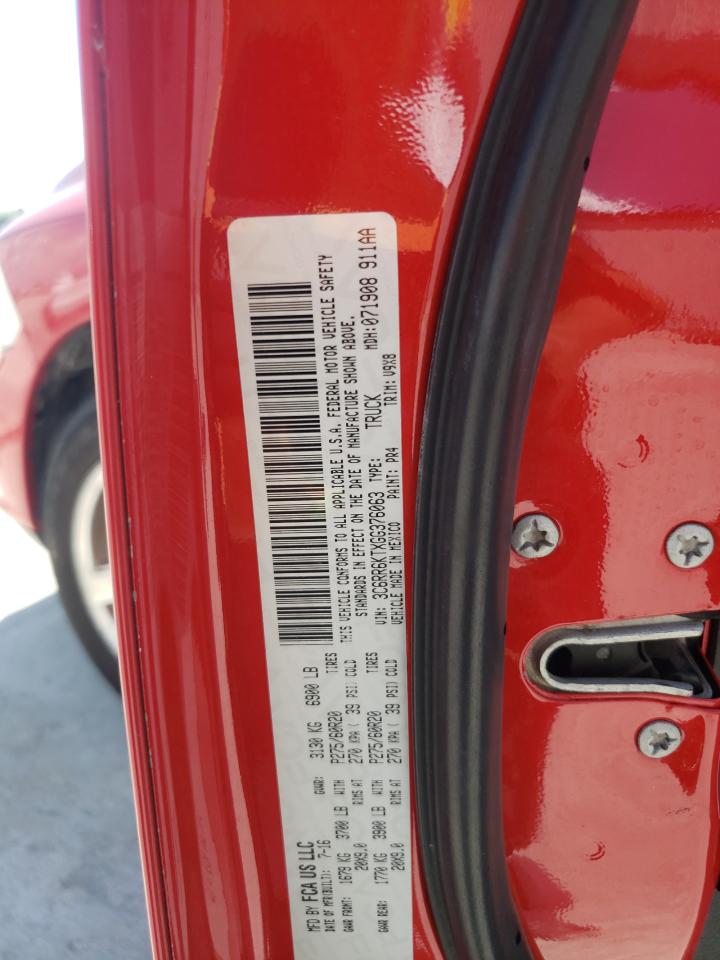 MFD BY FCA US LLC
DATE OF MFR(BUILT): 7-16 GVWR: 3130 KG 6900 LB
GAWR FRONT: 1679 KG 3700 LB WITH P275/60R20 TIRES
20X9.0 RIMS AT 270 KPA ( 39 PSI) COLD
GAWR REAR: 1770 KG 3900 LB WITH P275/60R20 TIRES
20X9.0 RIMS AT 270 KPA ( 39 PSI) COLD
THIS VEHICLE CONFORMS TO ALL APPLICABLE U.S.A. FEDERAL MOTOR VEHICLE SAFETY
STANDARDS IN EFFECT ON THE DATE OF MANUFACTURE SHOWN ABOVE.
VIN: 3C6RR6KTXGG376063 TYPE: TRUCK MDH:071908 911AA
VEHICLE MADE IN MEXICO PAINT: PR4 TRIM: V9X8